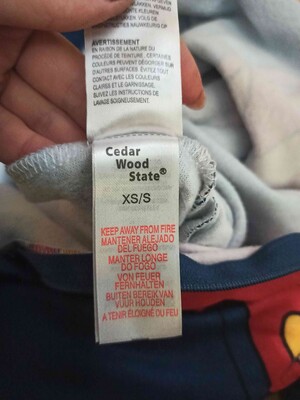 AVERTISSEMENT
EN RAISON DE LA NATURE DU
PROCÉDÉ DE TEINTURE, CERTAINES
COULEURS PEUVENT DÉGORGER SUR
D'AUTRES SURFACES. ÉVITEZ TOUT
CONTACT AVEC LES COULEURS
CLAIRES ET DE NETTOYAGE.
SUIVEZ LES INSTRUCTIONS DE
LAVAGE SOIGNEUSEMENT.
Cedar
Wood
State®
XS/S
KEEP AWAY FROM FIRE
MANTENER ALEJADO
DEL FUEGO
MANTER LONGE
DO FOGO
VON FEUER
FERNHALTEN
BUITEN BEREIK VAN
VUUR HOUDEN
A TENIR ÉLOIGNÉ DU FEU